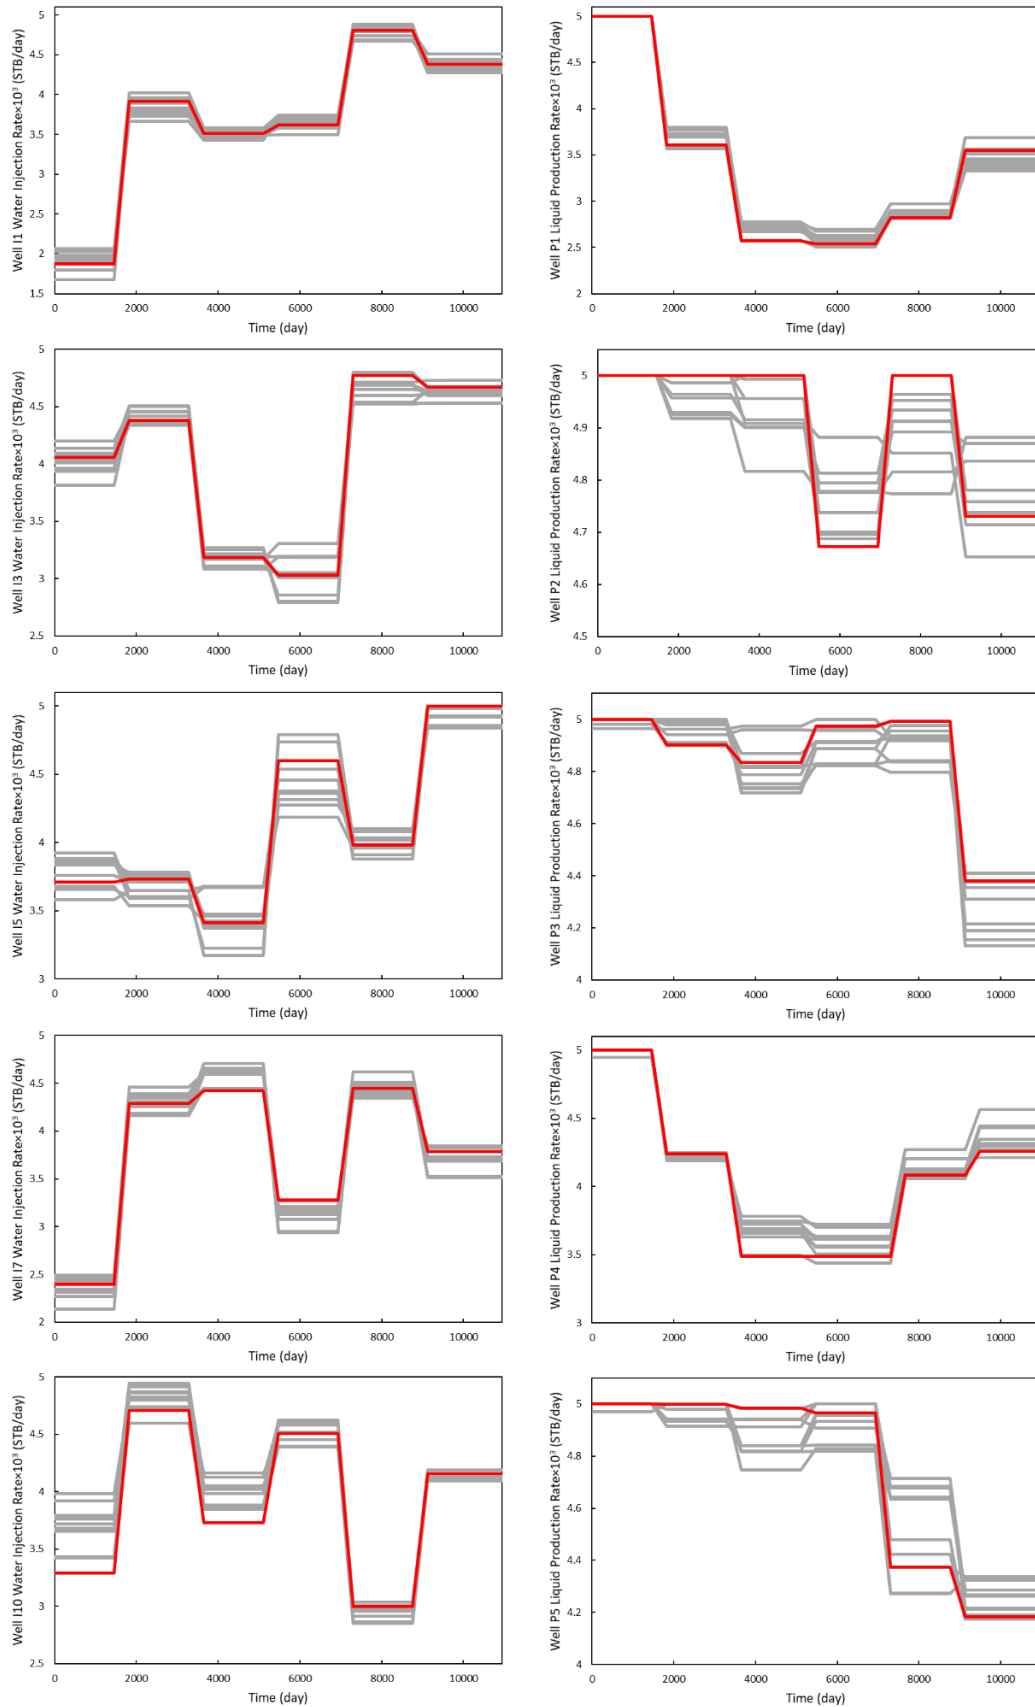 Well I1 Water Injection Rate×10³ (STB/day)
5
4.5
4
3.5
3
2.5
2
1.5
0 2000 4000 6000 8000 10000
Time (day)
Well P1 Liquid Production Rate×10³ (STB/day)
5
4.5
4
3.5
3
2.5
2
0 2000 4000 6000 8000 10000
Time (day)
Well I3 Water Injection Rate×10³ (STB/day)
5
4.5
4
3.5
3
2.5
0 2000 4000 6000 8000 10000
Time (day)
Well P2 Liquid Production Rate×10³ (STB/day)
5
4.9
4.8
4.7
4.6
4.5
0 2000 4000 6000 8000 10000
Time (day)
Well I5 Water Injection Rate×10³ (STB/day)
5
4.5
4
3.5
3
0 2000 4000 6000 8000 10000
Time (day)
Well P3 Liquid Production Rate×10³ (STB/day)
5
4.8
4.6
4.4
4.2
4
0 2000 4000 6000 8000 10000
Time (day)
Well I7 Water Injection Rate×10³ (STB/day)
5
4.5
4
3.5
3
2.5
2
0 2000 4000 6000 8000 10000
Time (day)
Well P4 Liquid Production Rate×10³ (STB/day)
5
4.5
4
3.5
3
0 2000 4000 6000 8000 10000
Time (day)
Well I10 Water Injection Rate×10³ (STB/day)
5
4.5
4
3.5
3
2.5
0 2000 4000 6000 8000 10000
Time (day)
Well P5 Liquid Production Rate×10³ (STB/day)
5
4.8
4.6
4.4
4.2
4
0 2000 4000 6000 8000 10000
Time (day)